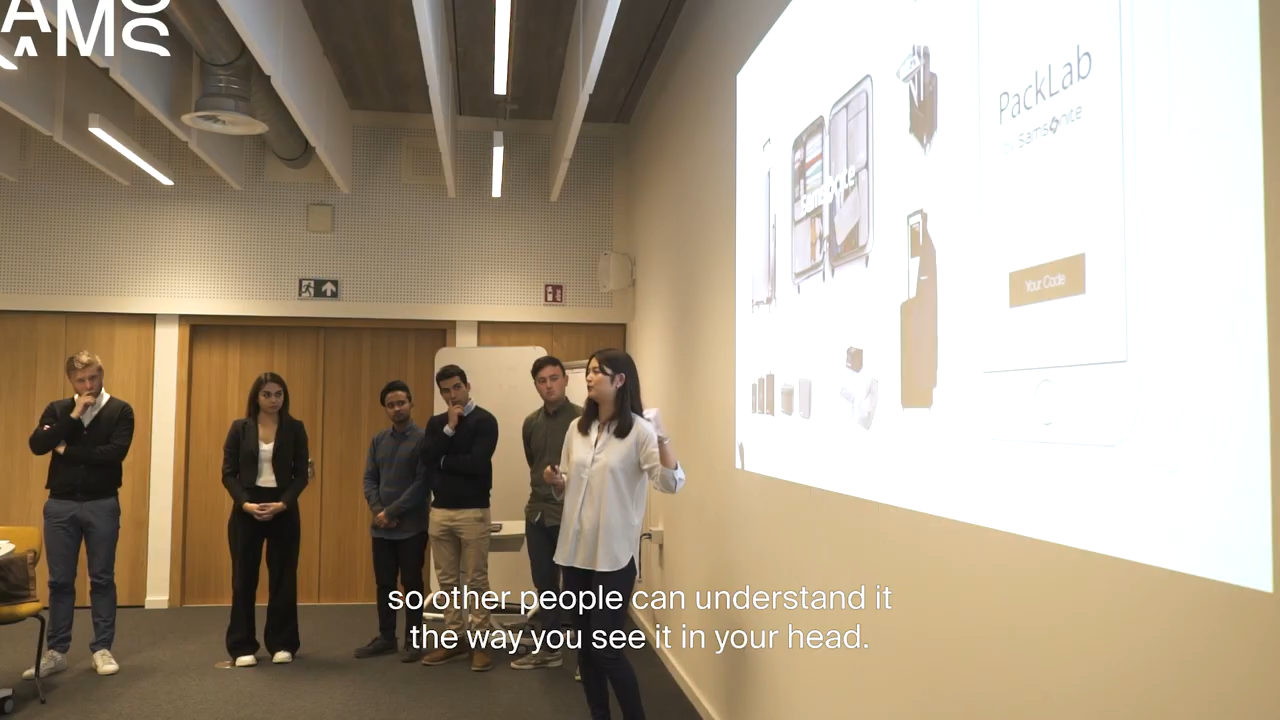 AMS
PackLab
by samsonite
samsonite
Your Code
so other people can understand it
the way you see it in your head.